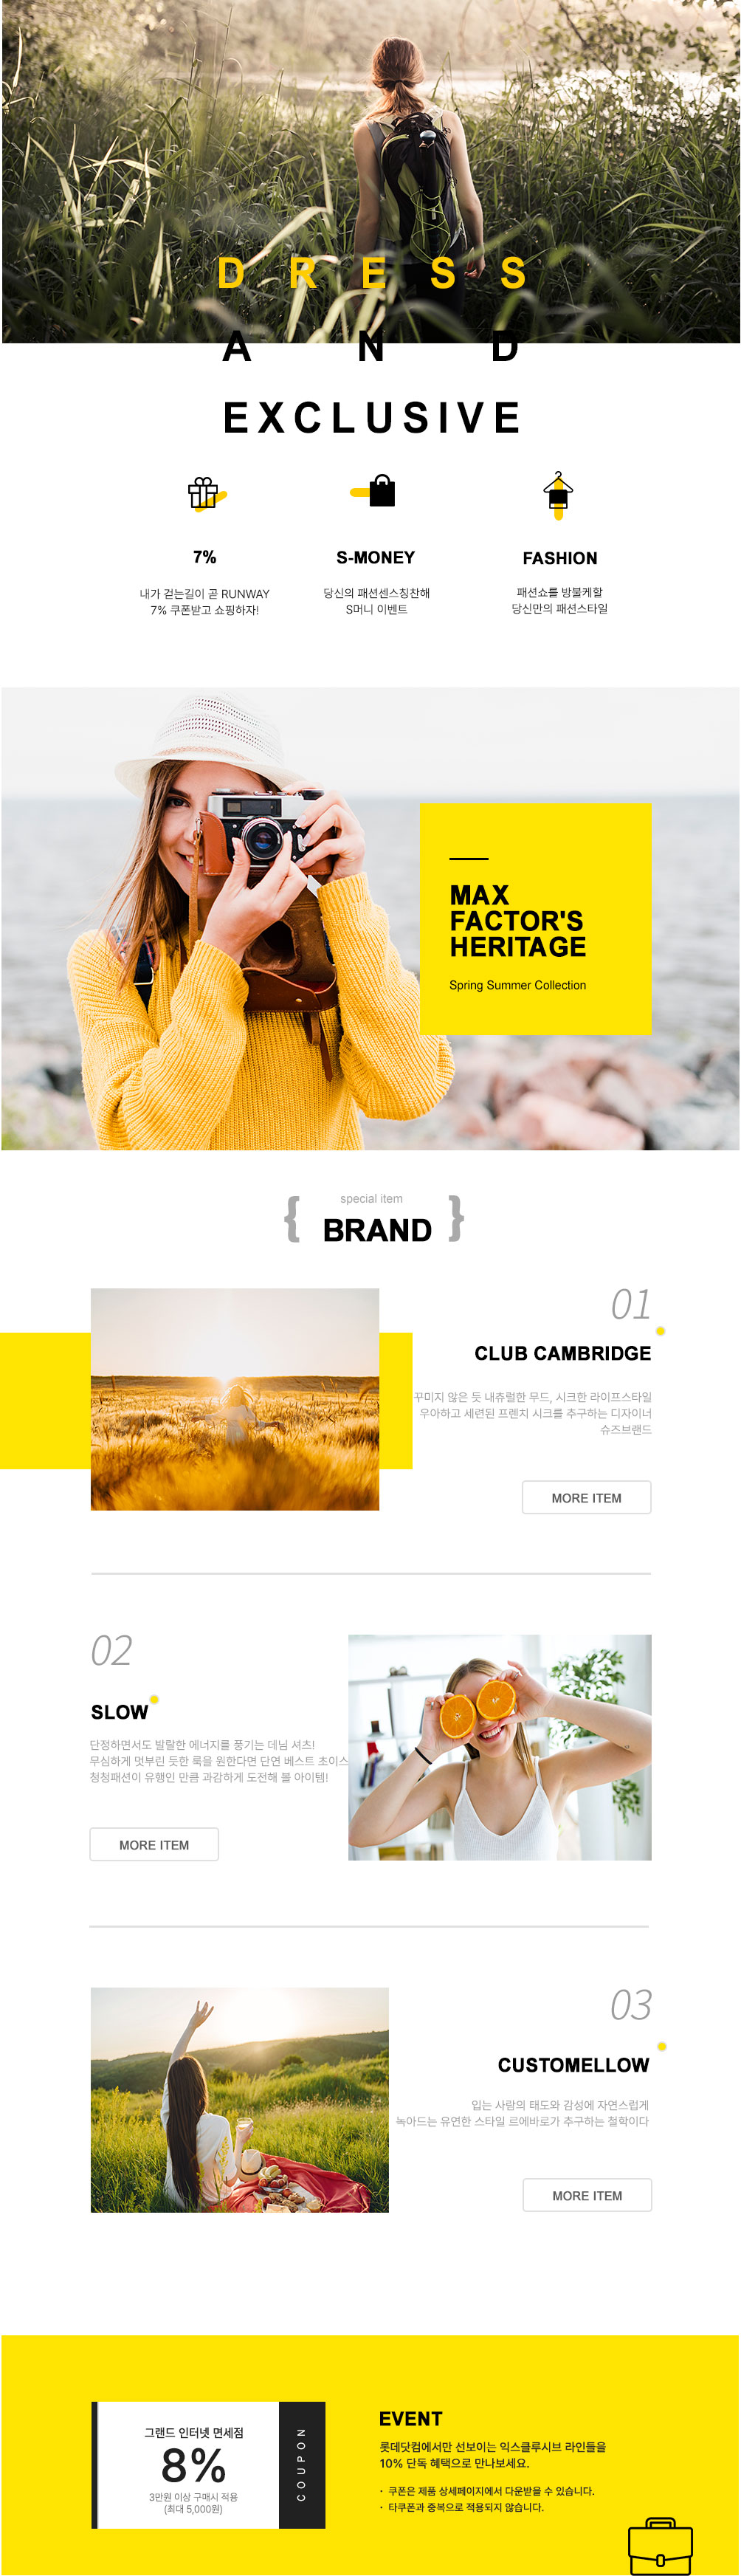 DRESS
AND
EXCLUSIVE
7%
내가 걷는길이 곧 RUNWAY
7% 쿠폰받고 쇼핑하자!
S-MONEY
당신의 패션센스칭찬해
S머니 이벤트
FASHION
패션쇼를 방불케할
당신만의 패션스타일
MAX
FACTOR'S
HERITAGE
Spring Summer Collection
special item
{ BRAND }
01
CLUB CAMBRIDGE
꾸미지 않은 듯 내츄럴한 무드, 시크한 라이프스타일
우아하고 세련된 프렌치 시크를 추구하는 디자이너
슈즈브랜드
MORE ITEM
02
SLOW
단정하면서도 발랄한 에너지를 풍기는 데님 셔츠!
무심하게 멋부린 듯한 룩을 원한다면 단연 베스트 초이스
청청패션이 유행인 만큼 과감하게 도전해 볼 아이템!
MORE ITEM
03
CUSTOMELLOW
입는 사람의 태도와 감성에 자연스럽게
녹아드는 유연한 스타일 르에바로가 추구하는 철학이다
MORE ITEM
그랜드 인터넷 면세점
8%
3만원 이상 구매시 적용
(최대 5,000원)
COUPON
EVENT
롯데닷컴에서만 선보이는 익스클루시브 라인들을
10% 단독 혜택으로 만나보세요.
· 쿠폰은 제품 상세페이지에서 다운받을 수 있습니다.
· 타쿠폰과 중복으로 적용되지 않습니다.